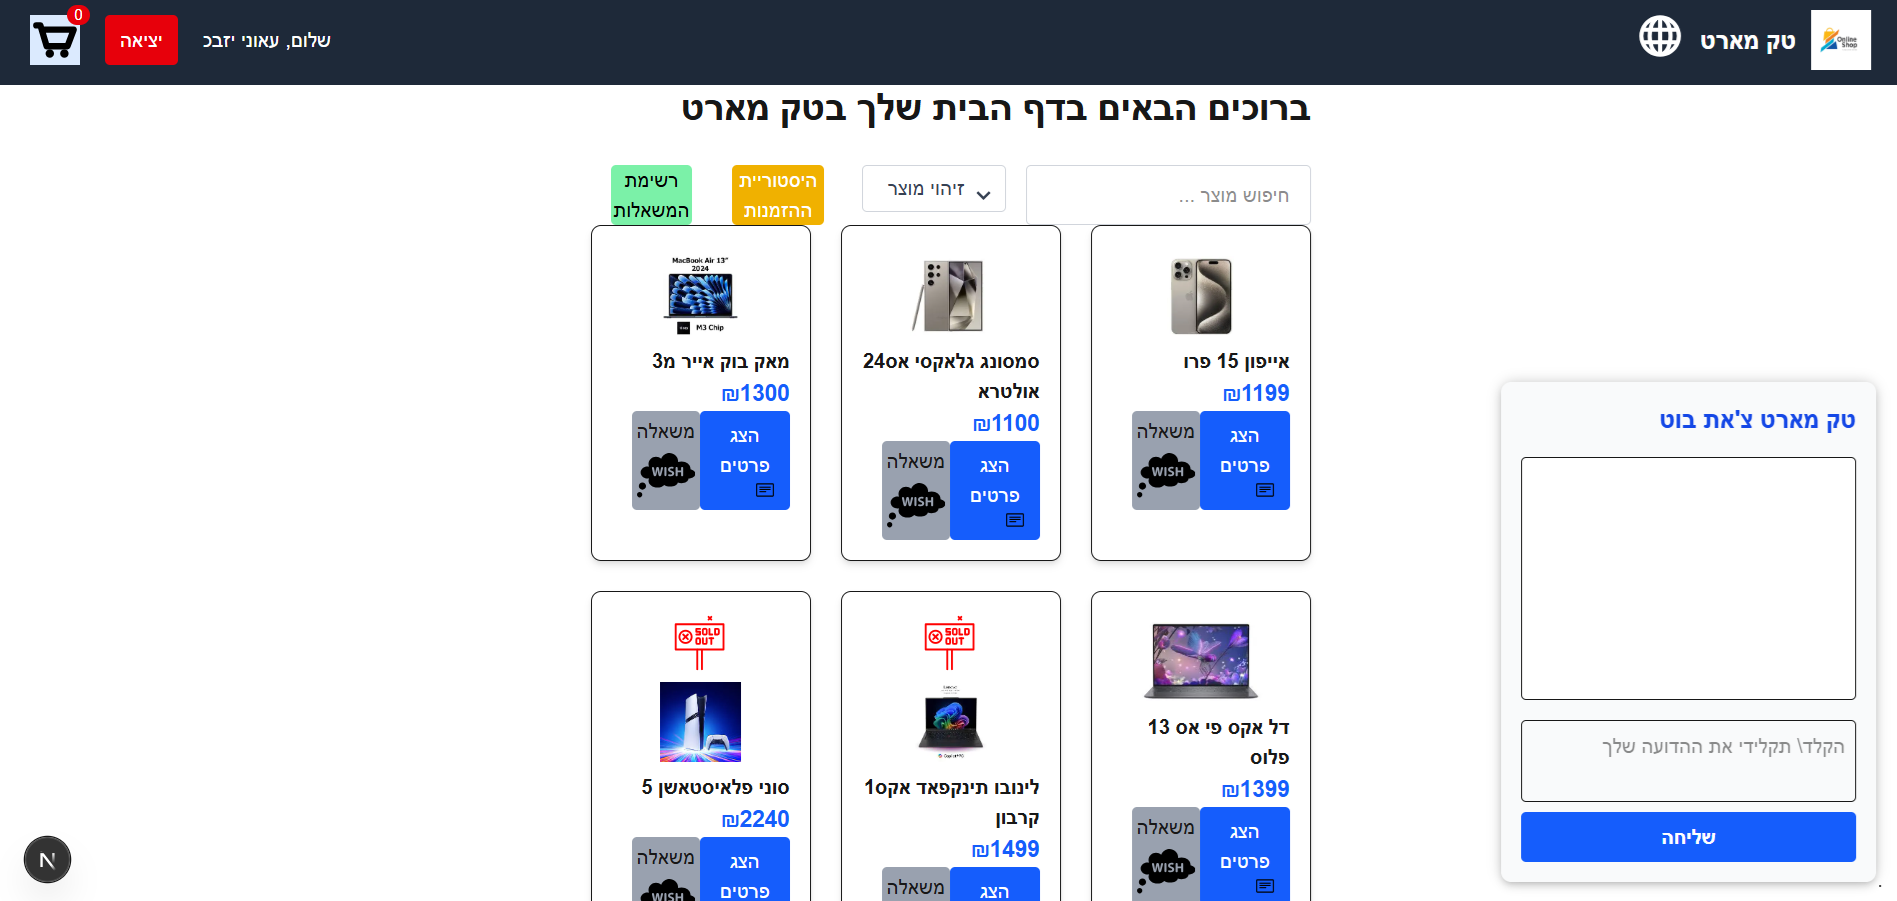 טק מארט
Online
Shop
שלום, עאוני יזבכ
יציאה
0
ברוכים הבאים בדף הבית שלך בטק מארט
חיפוש מוצר ...
זיהוי מוצר
היסטוריית
ההזמנות
רשימת
המשאלות
אייפון 15 פרו
₪1199
הצג
פרטים
משאלה
WISH
סמסונג גלאקסי אס24
אולטרא
₪1100
הצג
פרטים
משאלה
WISH
MacBook Air 13"
2024
M3 Chip
מאק בוק אייר מ3
₪1300
הצג
פרטים
משאלה
WISH
דל אקס פי אס 13
פלוס
₪1399
הצג
פרטים
משאלה
WISH
SOLD
OUT
לינובו תינקפאד אקס1
קרבון
₪1499
הצג
משאלה
SOLD
OUT
סוני פלאיסטאשן 5
₪2240
הצג
פרטים
משאלה
WISH
טק מארט צ'את בוט
הקלד\ תקלידי את ההדועה שלך
שליחה
N